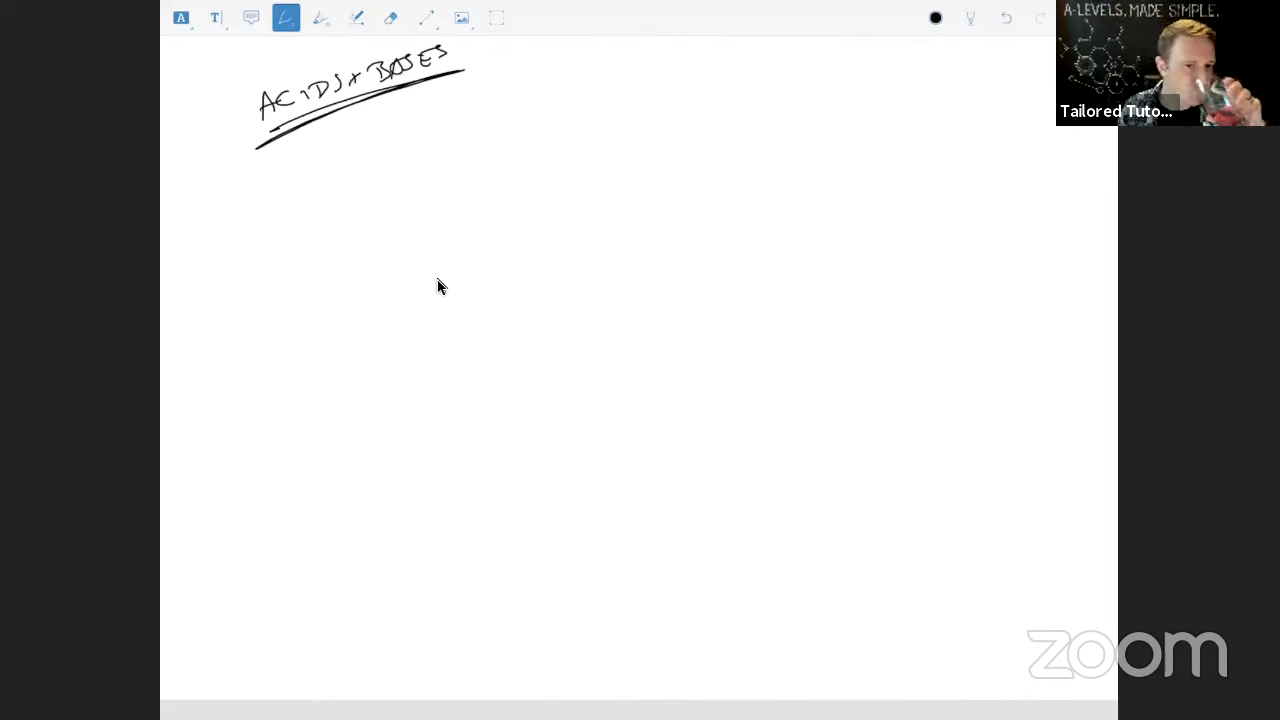 A T
A-LEVELS. MADE SIMPLE.
Tailored Tuto...
ACIDS + BASES
zoom